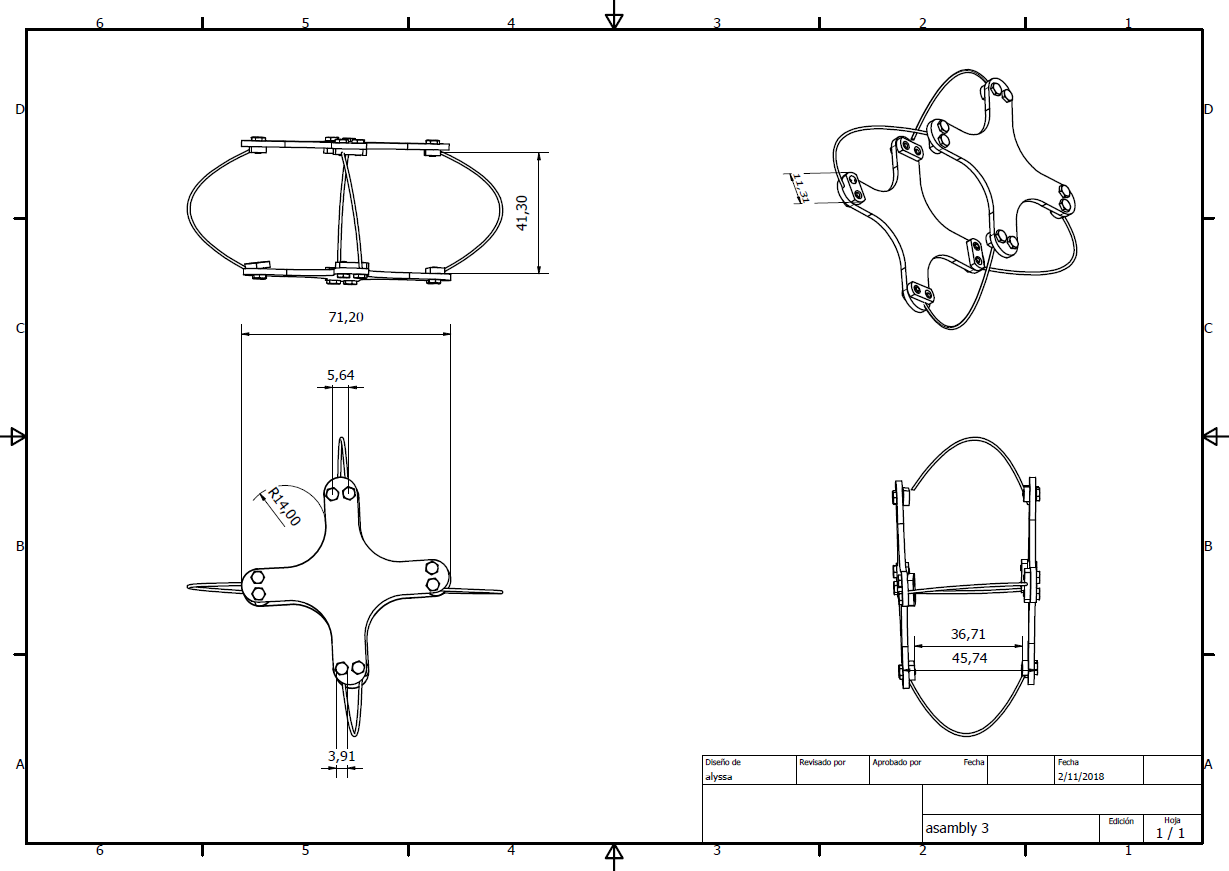 6 5 4 3 2 1
D D
41,30
11,31
71,20
C C
5,64
R14,00
B B
36,71
45,74
3,91
A A
Diseño de Revisado por Aprobado por Fecha Fecha
alyssa 2/11/2018
asambly 3 Edición Hoja
1 / 1
6 5 4 3 2 1